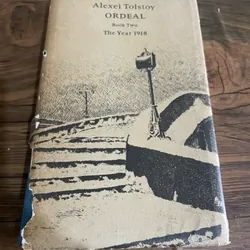 Alexei Tolstoy
ORDEAL
Book Two
The Year 1918